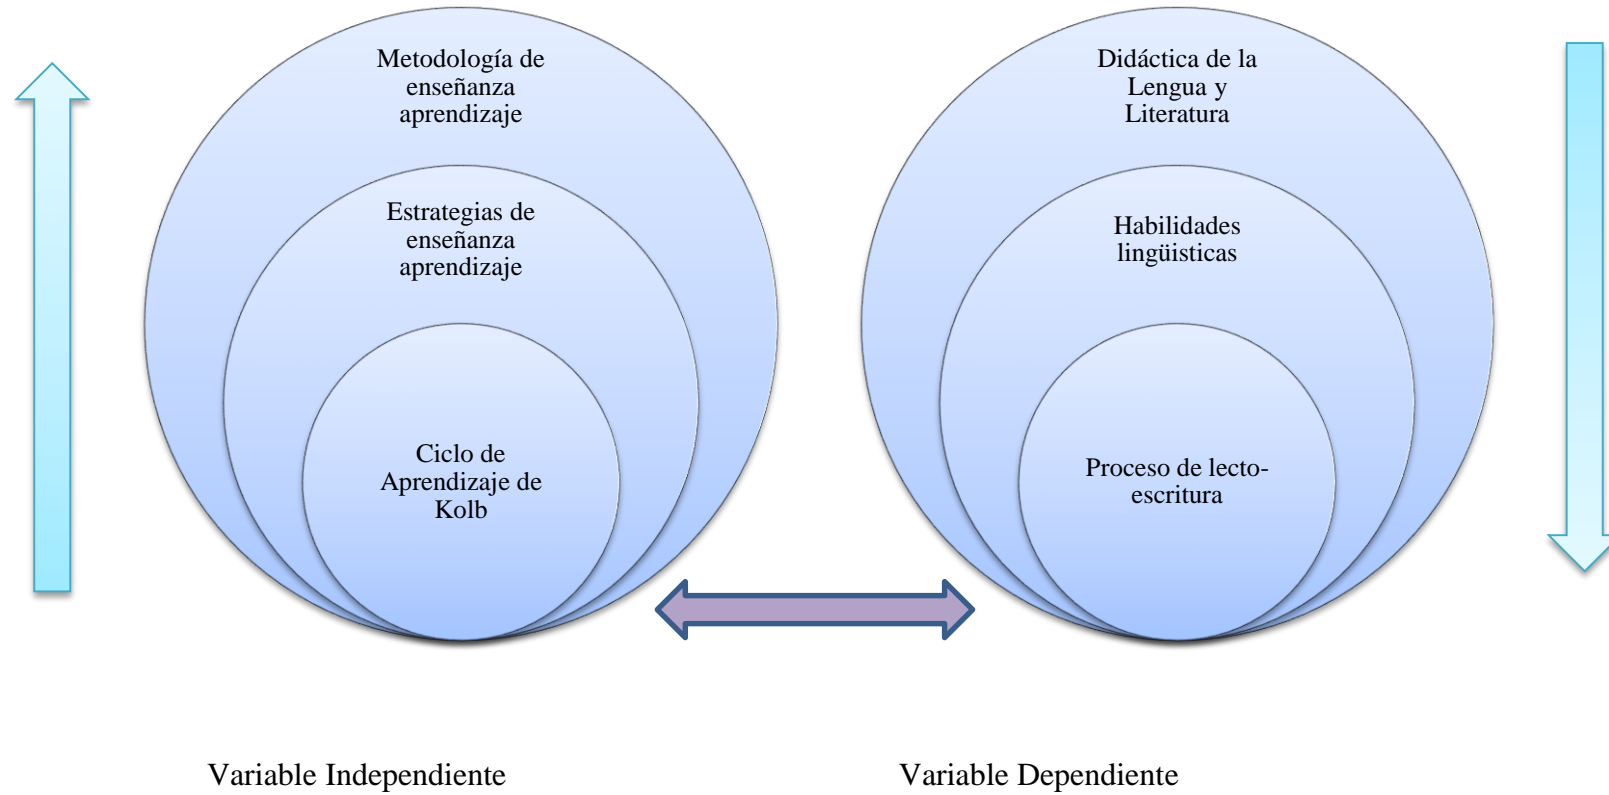 Metodología de
enseñanza
aprendizaje
Estrategias de
enseñanza
aprendizaje
Ciclo de
Aprendizaje de
Kolb
Didáctica de la
Lengua y
Literatura
Habilidades
lingüisticas
Proceso de lecto-
escritura
Variable Independiente
Variable Dependiente